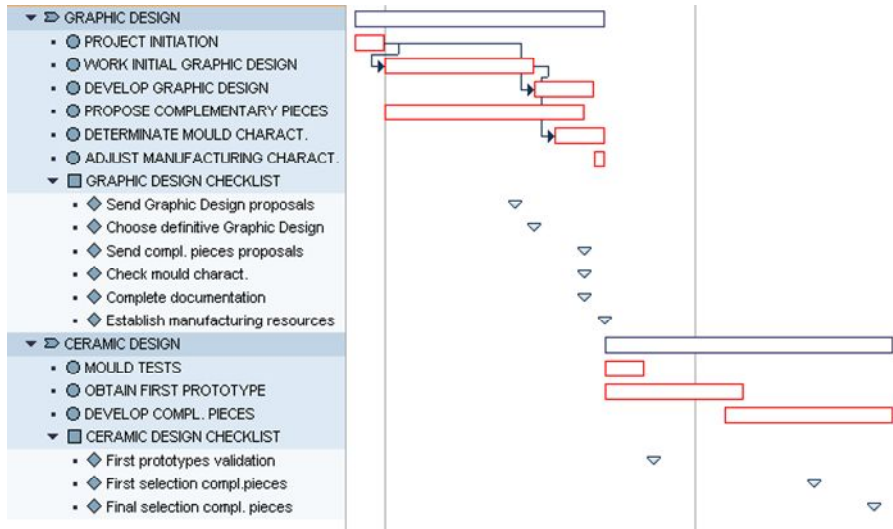 GRAPHIC DESIGN
PROJECT INITIATION
WORK INITIAL GRAPHIC DESIGN
DEVELOP GRAPHIC DESIGN
PROPOSE COMPLEMENTARY PIECES
DETERMINATE MOULD CHARACT.
ADJUST MANUFACTURING CHARACT.
GRAPHIC DESIGN CHECKLIST
Send Graphic Design proposals
Choose definitive Graphic Design
Send compl. pieces proposals
Check mould charact.
Complete documentation
Establish manufacturing resources
CERAMIC DESIGN
MOULD TESTS
OBTAIN FIRST PROTOTYPE
DEVELOP COMPL. PIECES
CERAMIC DESIGN CHECKLIST
First prototypes validation
First selection compl.pieces
Final selection compl. pieces